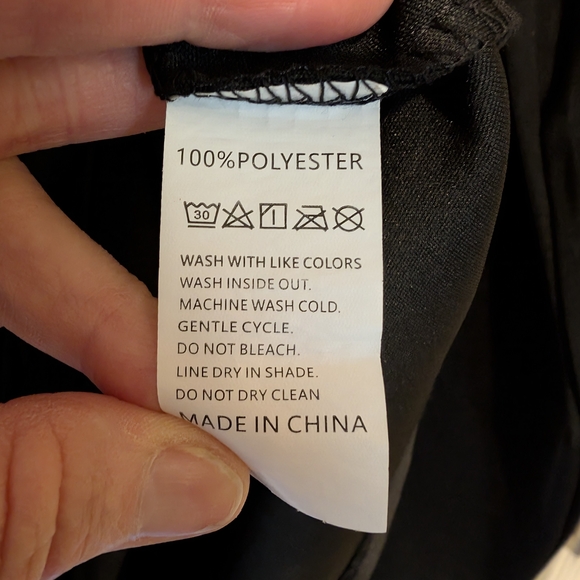 100%POLYESTER
30
WASH WITH LIKE COLORS
WASH INSIDE OUT.
MACHINE WASH COLD,
GENTLE CYCLE.
DO NOT BLEACH.
LINE DRY IN SHADE.
DO NOT DRY CLEAN
MADE IN CHINA